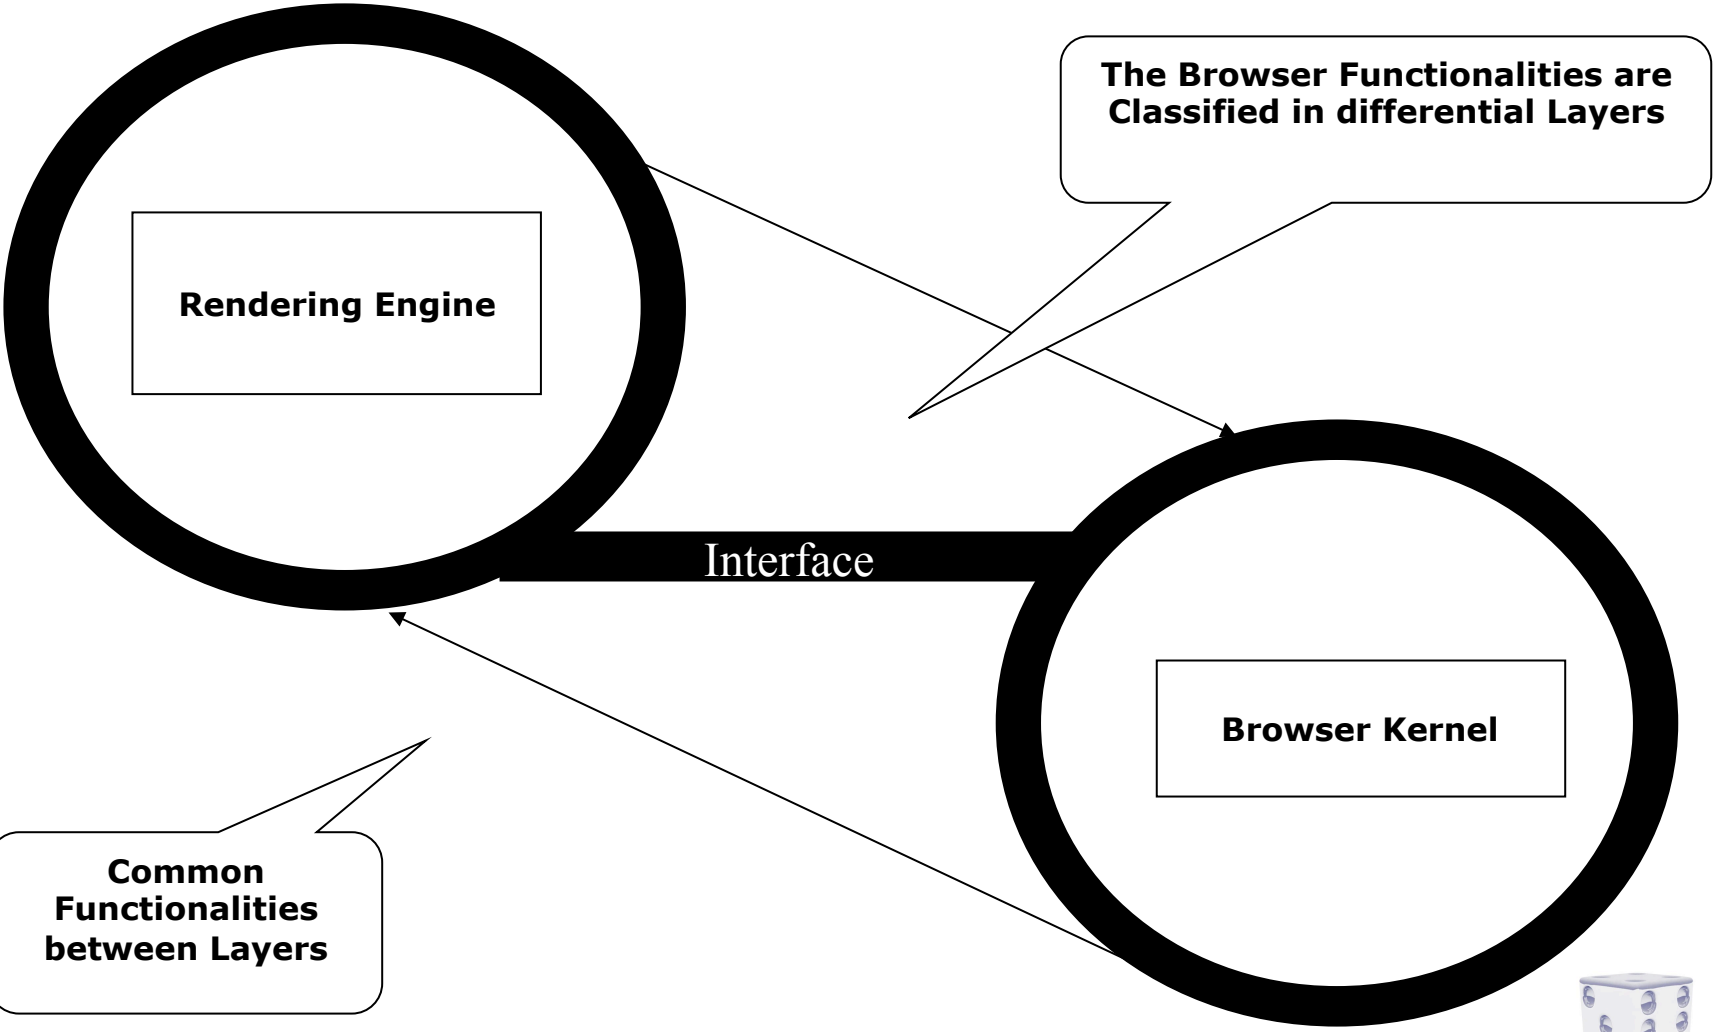 The Browser Functionalities are
Classified in differential Layers
Rendering Engine
Interface
Browser Kernel
Common
Functionalities
between Layers